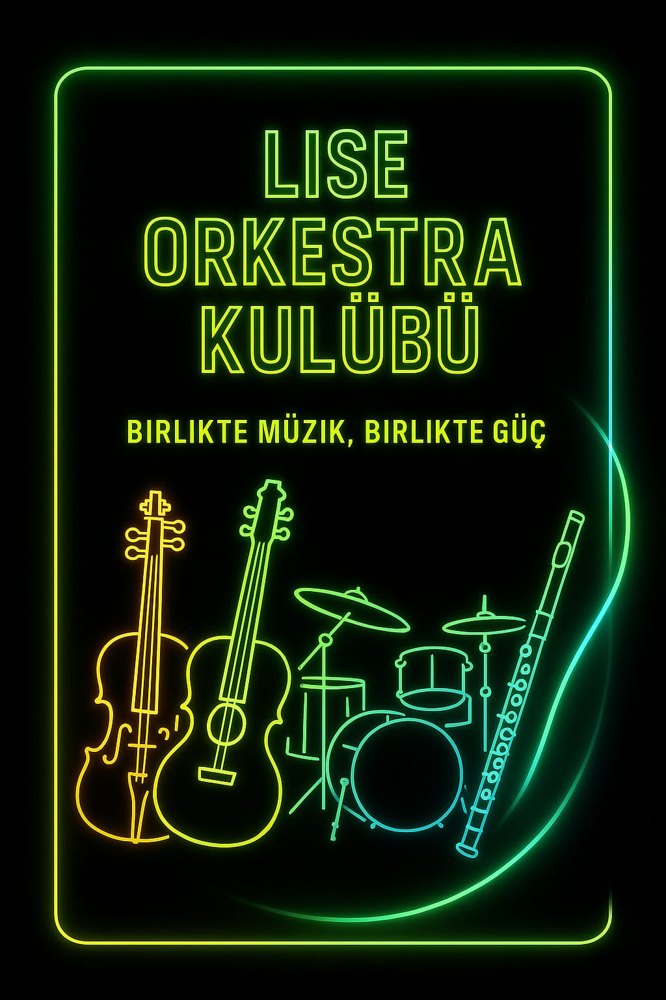 LISE
ORKESTRA
KULÜBÜ
BIRLIKTE MÜZIK, BIRLIKTE GÜÇ